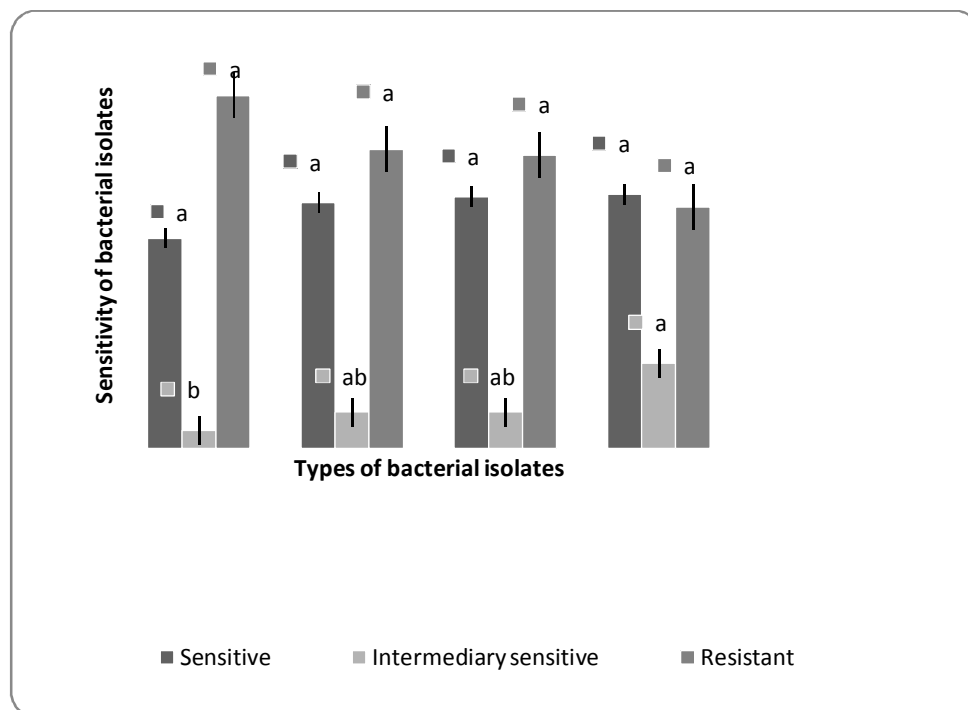 a
a
a
a
a
a
a
a
b
ab
ab
a
Sensitivity of bacterial isolates
Types of bacterial isolates
Sensitive
Intermediary sensitive
Resistant